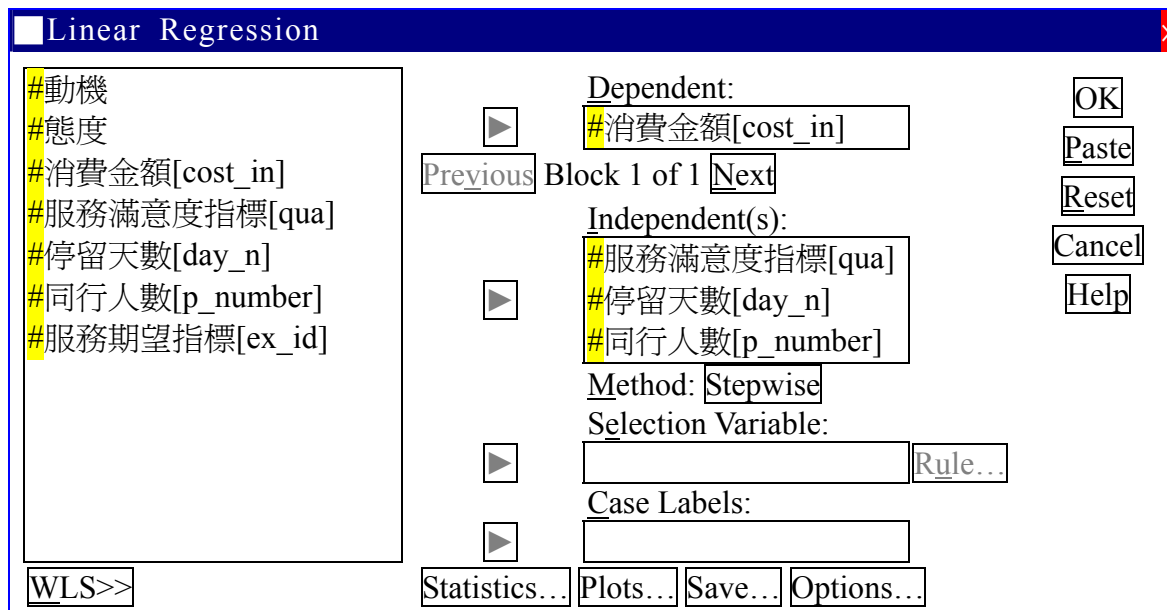 Linear Regression
#動機
#態度
#消費金額[cost_in]
#服務滿意度指標[qua]
#停留天數[day_n]
#同行人數[p_number]
#服務期望指標[ex_id]
WLS>>
►
Dependent:
#消費金額[cost_in]
Previous Block 1 of 1 Next
►
Independent(s):
#服務滿意度指標[qua]
#停留天數[day_n]
#同行人數[p_number]
Method: Stepwise
Selection Variable:
►
Rule…
Case Labels:
►
Statistics… Plots… Save… Options…
OK
Paste
Reset
Cancel
Help